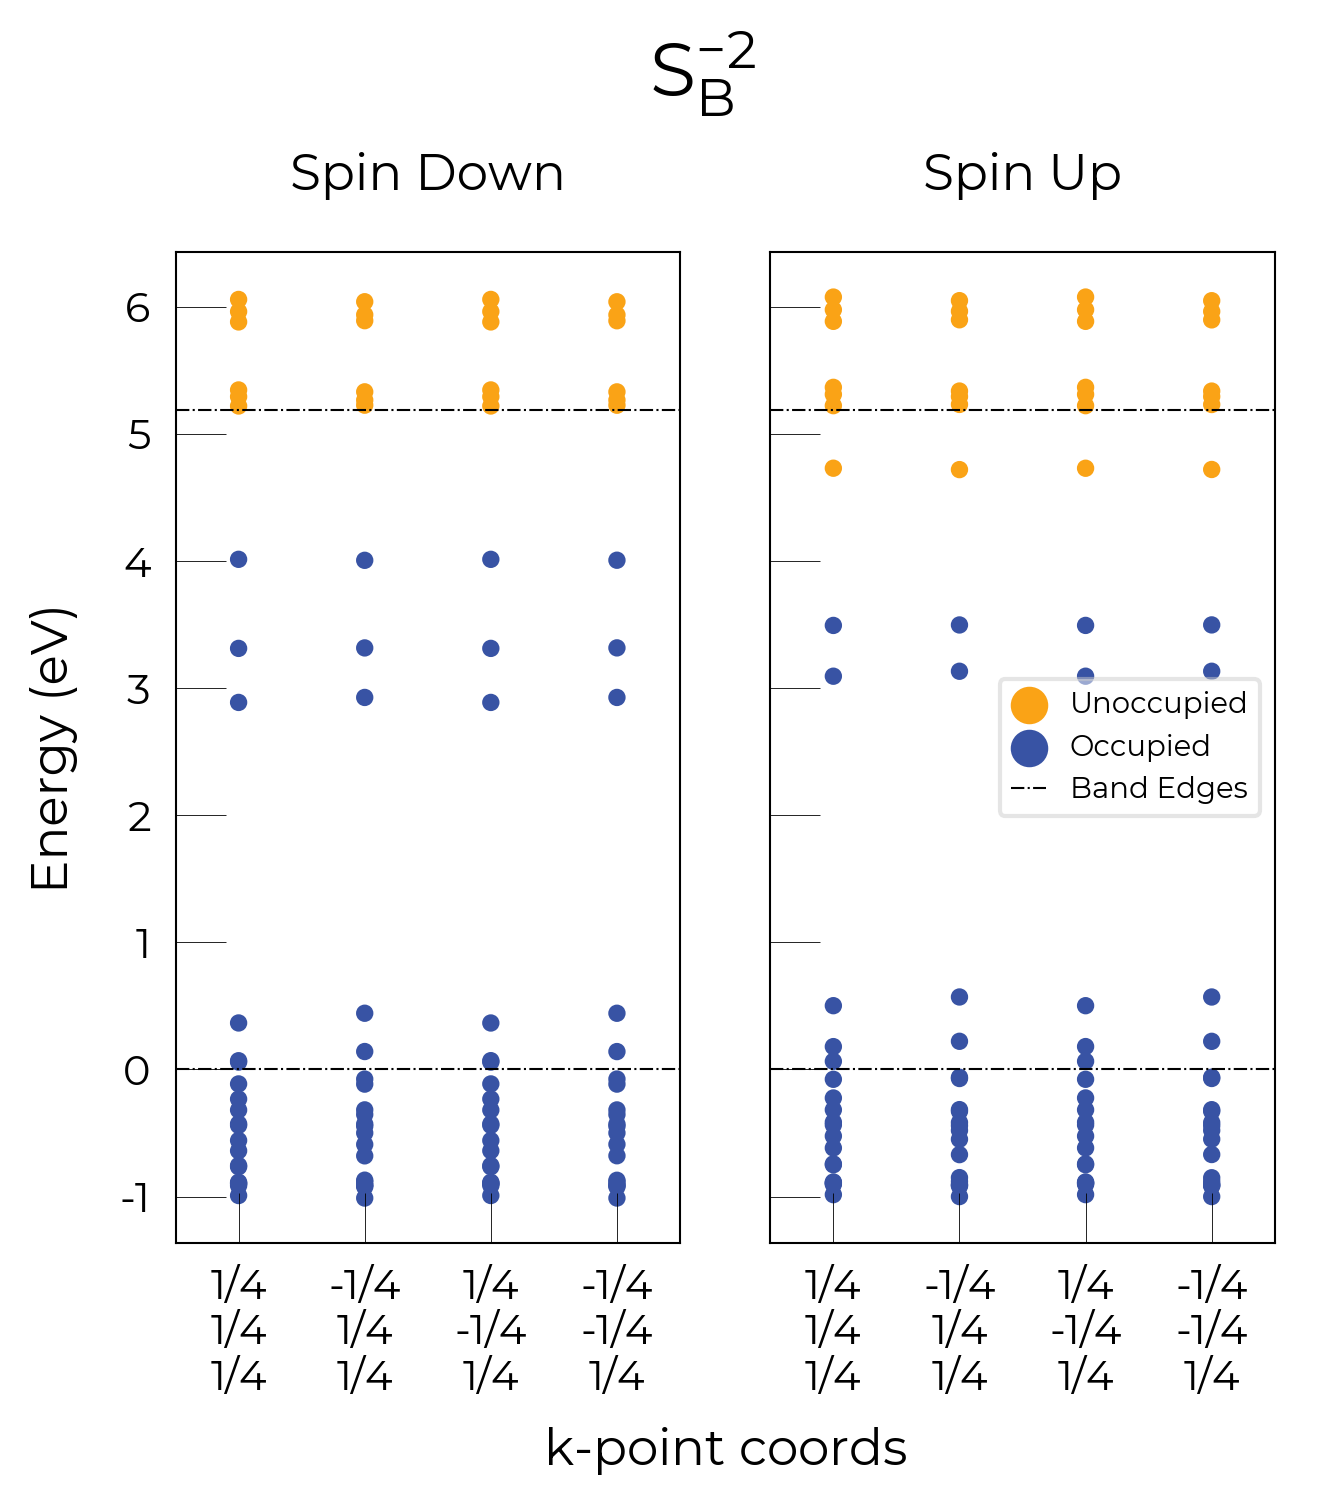 S_B^{−2}
Spin Down
Spin Up
Energy (eV)
6
5
4
3
2
1
0
-1
Unoccupied
Occupied
Band Edges
1/4 -1/4 1/4 -1/4 1/4 -1/4 1/4 -1/4
1/4 1/4 -1/4 -1/4 1/4 1/4 -1/4 -1/4
1/4 1/4 1/4 1/4 1/4 1/4 1/4 1/4
k-point coords